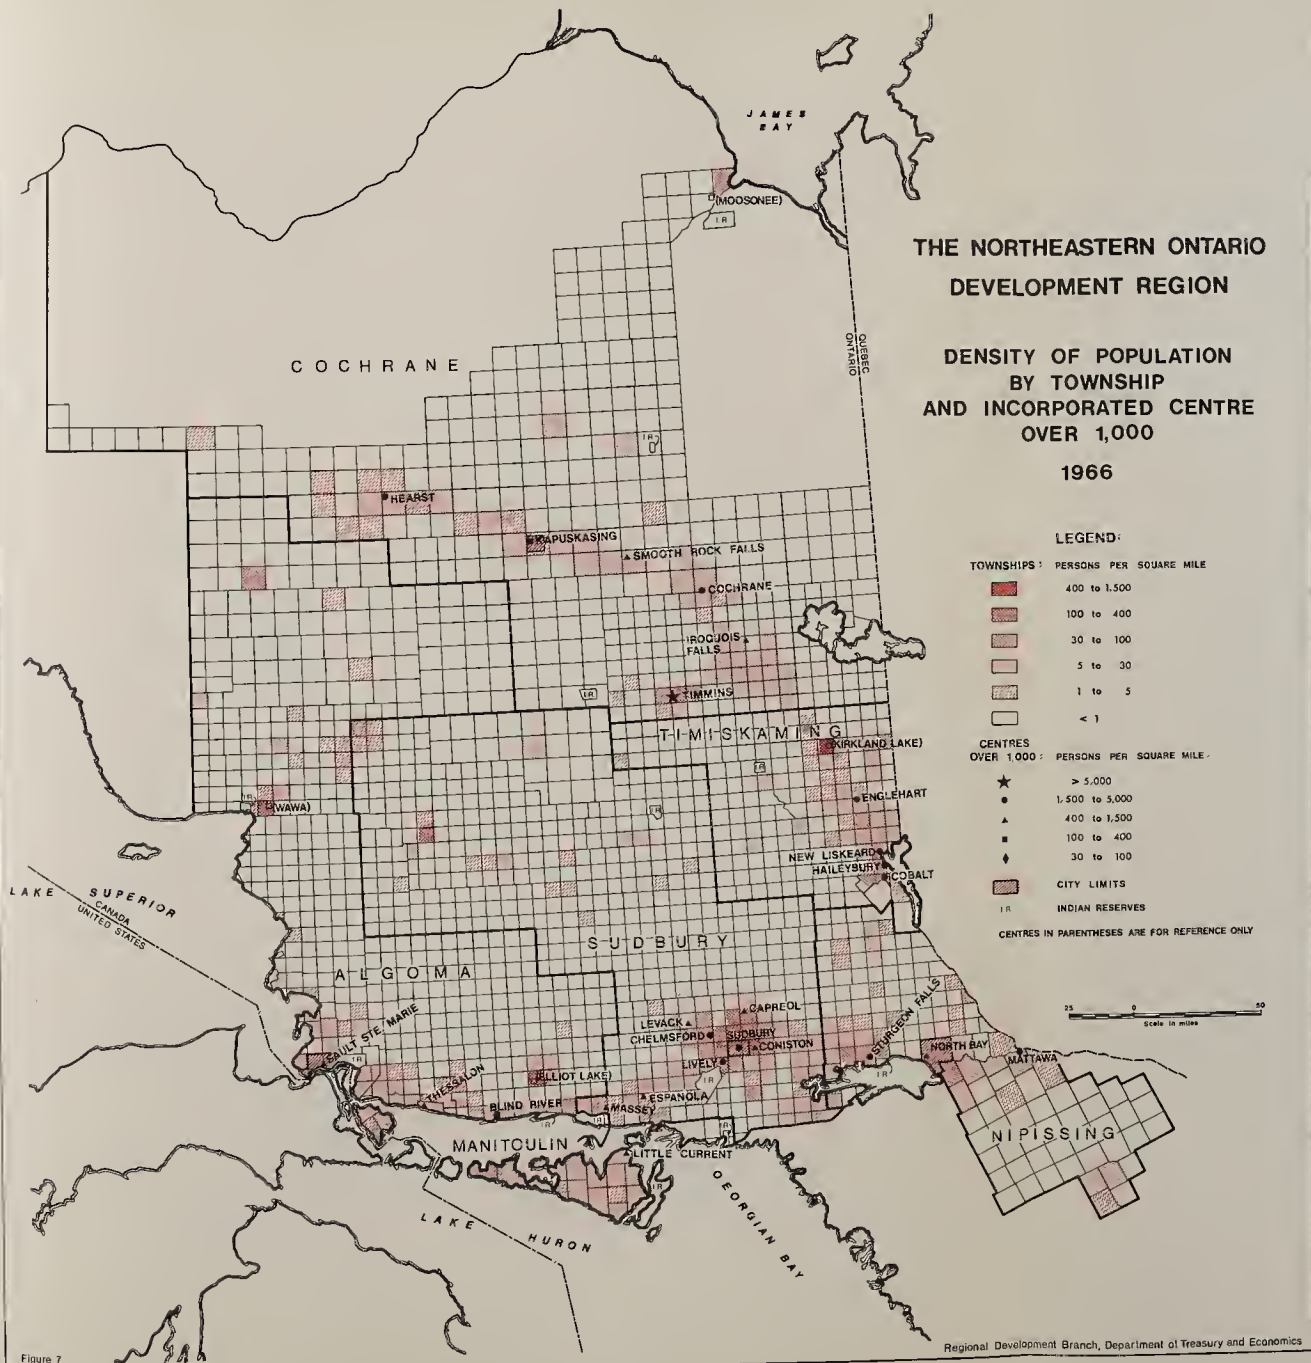 JAMES
BAY
(MOOSONEE)
I R
THE NORTHEASTERN ONTARIO
DEVELOPMENT REGION
DENSITY OF POPULATION
BY TOWNSHIP
AND INCORPORATED CENTRE
OVER 1,000
1966
QUEBEC
ONTARIO
COCHRANE
I R
HEARST
KAPUSKASING
SMOOTH ROCK FALLS
COCHRANE
IROQUOIS
FALLS
I R
TIMMINS
TIMISKAMING
(KIRKLAND LAKE)
I R
ENGLEHART
I R
(WAWA)
I R
NEW LISKEARD
HAILEYBURY
COBALT
LEGEND:
TOWNSHIPS: PERSONS PER SQUARE MILE
400 to 1,500
100 to 400
30 to 100
5 to 30
1 to 5
< 1
CENTRES
OVER 1,000: PERSONS PER SQUARE MILE
> 5,000
1,500 to 5,000
400 to 1,500
100 to 400
30 to 100
CITY LIMITS
I R INDIAN RESERVES
CENTRES IN PARENTHESES ARE FOR REFERENCE ONLY
25 0 50
Scale in miles
LAKE SUPERIOR
CANADA
UNITED STATES
SUDBURY
ALGOMA
CAPREOL
LEVACK
CHELMSFORD
SUDBURY
CONISTON
LIVELY
I R
STURGEON FALLS
I R
NORTH BAY
MATTAWA
SAULT STE. MARIE
I R
THESSALON
(ELLIOT LAKE)
BLIND RIVER
I R
MASSEY
I R
ESPANOLA
I R
NIPISSING
MANITOULIN
LITTLE CURRENT
I R
GEORGIAN BAY
LAKE HURON
Regional Development Branch, Department of Treasury and Economics
Figure 7